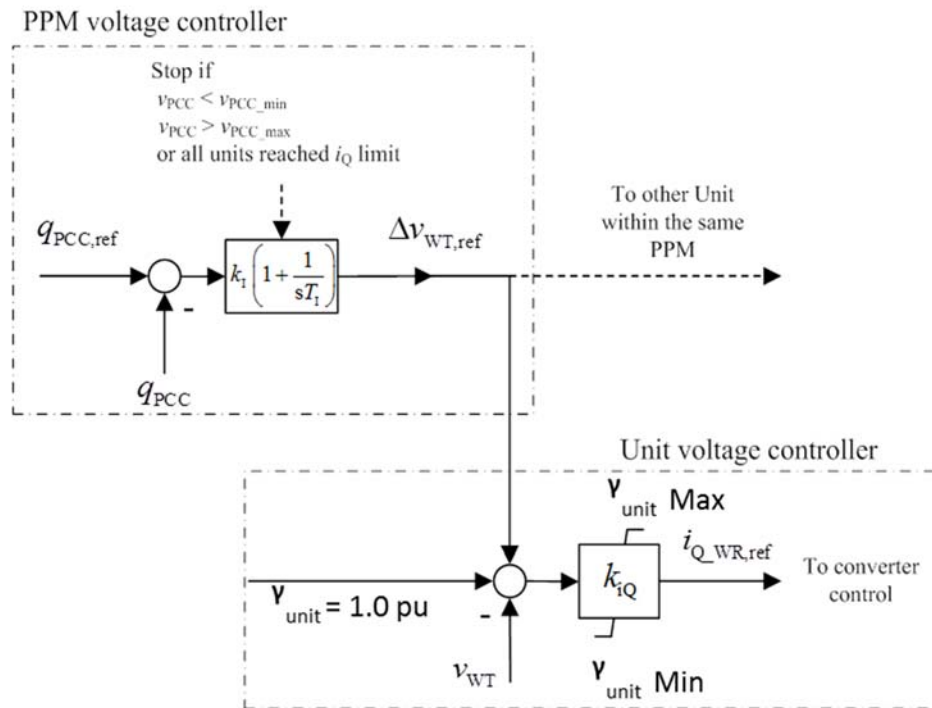 PPM voltage controller
Stop if
vPCC < vPCC_min
vPCC > vPCC_max
or all units reached iQ limit
qPCC,ref
ΔvWT,ref
To other Unit
within the same
PPM
kI(1+1/sTI)
-
qPCC
Unit voltage controller
γunit Max
iQ_WR,ref
kiQ
To converter
control
γunit = 1.0 pu
-
vWT
γunit Min